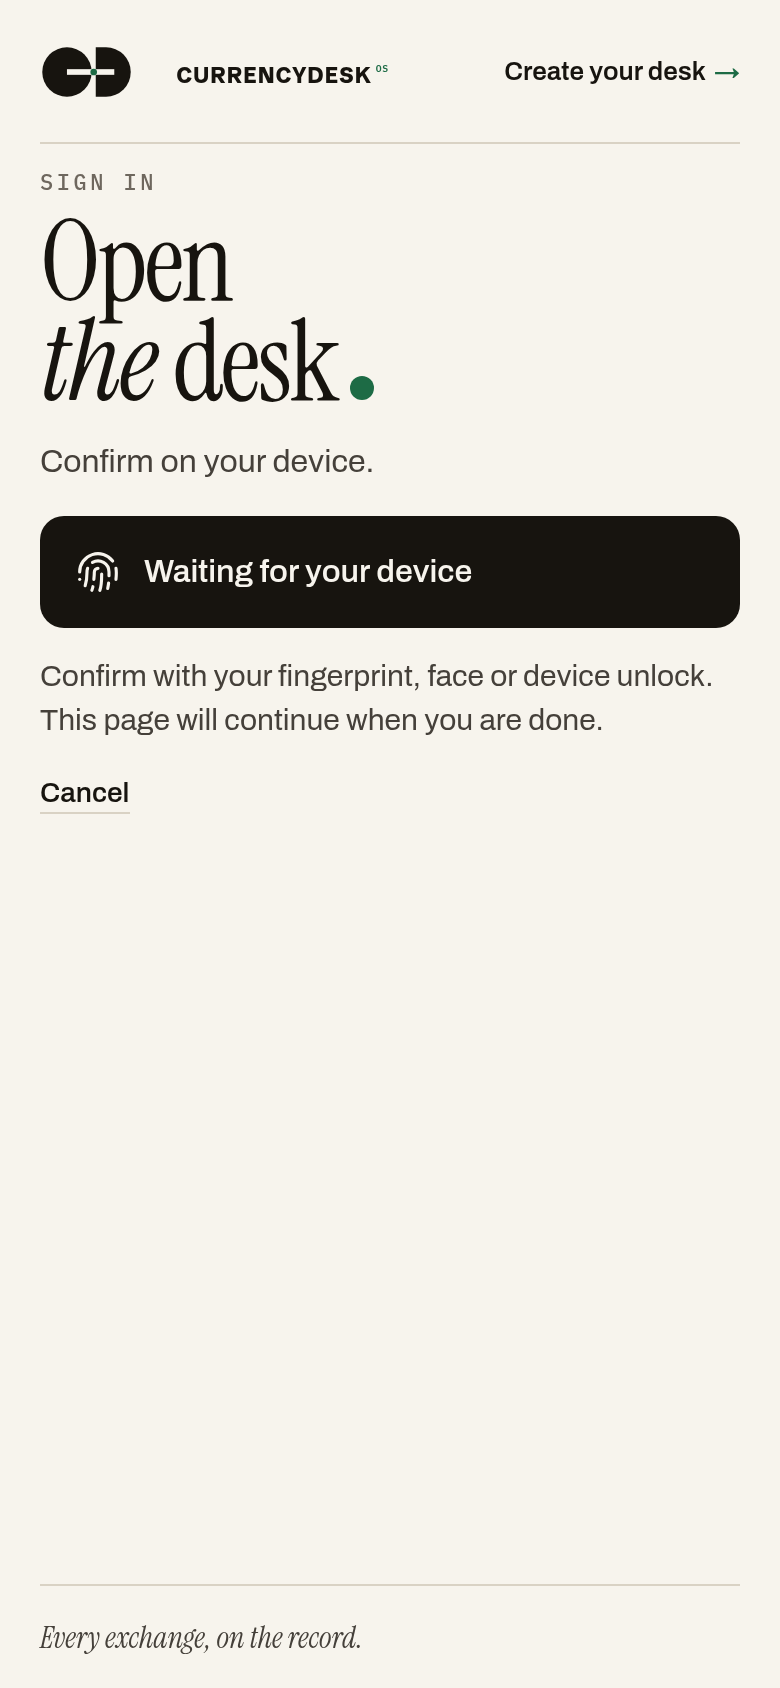 CURRENCYDESK OS
Create your desk →
SIGN IN
Open
the desk.
Confirm on your device.
Waiting for your device
Confirm with your fingerprint, face or device unlock.
This page will continue when you are done.
Cancel
Every exchange, on the record.